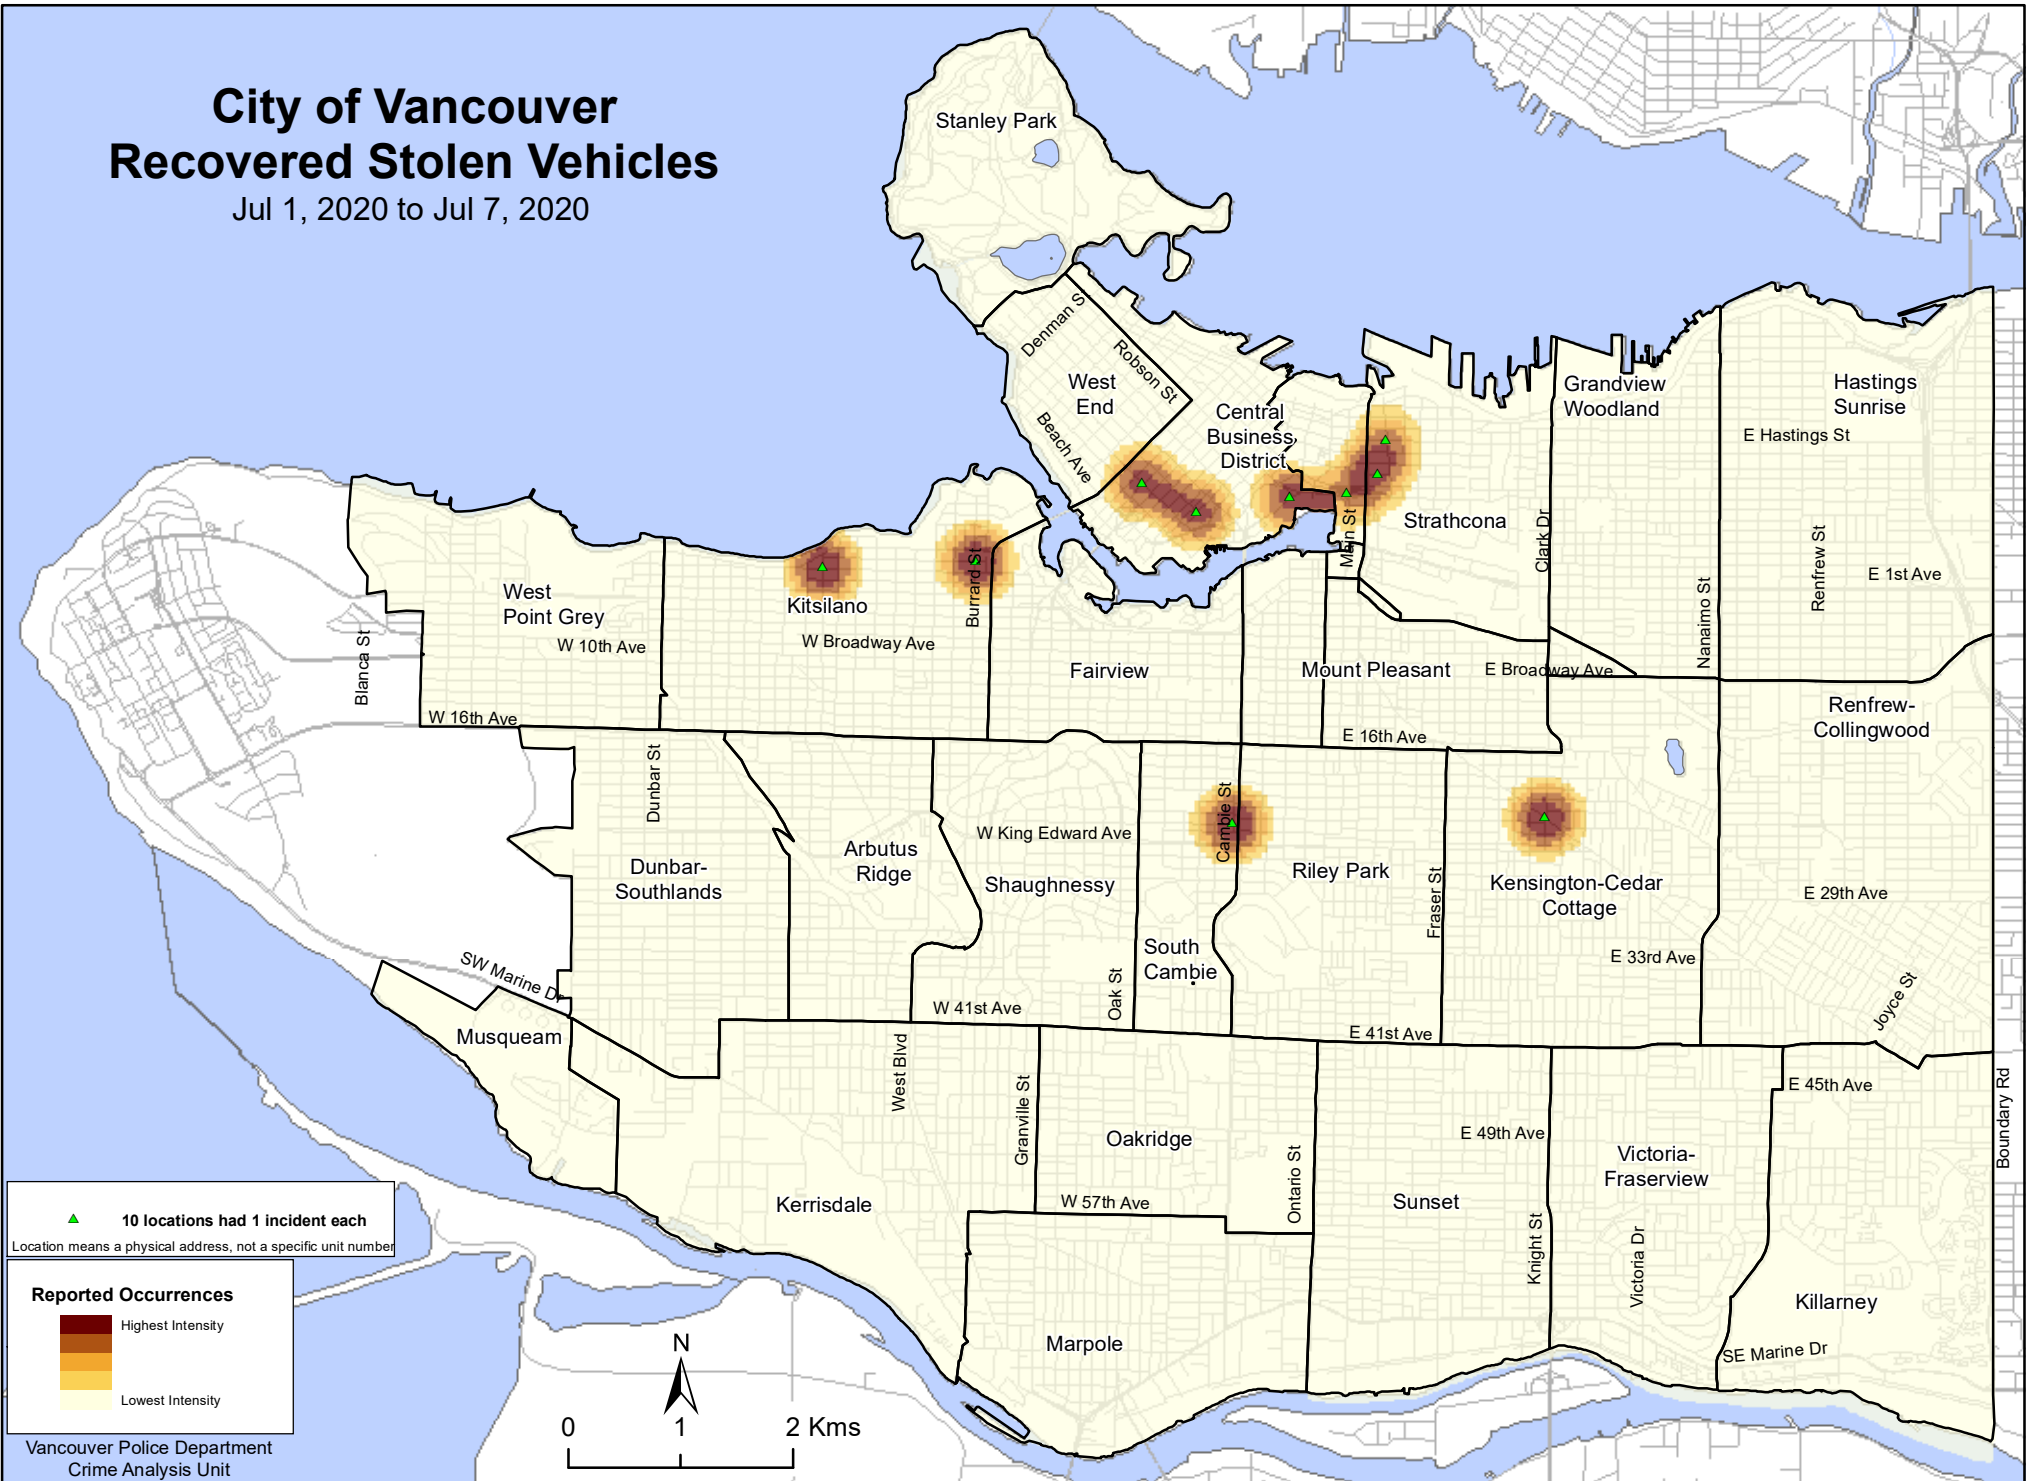 City of Vancouver
Recovered Stolen Vehicles
Jul 1, 2020 to Jul 7, 2020
Stanley Park
Denman S
Robson St
West
End
Beach Ave
Central
Business
District
Grandview
Woodland
Hastings
Sunrise
E Hastings St
Strathcona
Main St
Clark Dr
Nanaimo St
Renfrew St
E 1st Ave
West
Point Grey
W 10th Ave
Blanca St
W 16th Ave
Kitsilano
W Broadway Ave
Burrard St
Fairview
Mount Pleasant
E Broadway Ave
E 16th Ave
Renfrew-
Collingwood
Dunbar St
Dunbar-
Southlands
Arbutus
Ridge
W King Edward Ave
Shaughnessy
Cambie St
Riley Park
Fraser St
Kensington-Cedar
Cottage
E 29th Ave
E 33rd Ave
South
Cambie
Oak St
W 41st Ave
E 41st Ave
Joyce St
SW Marine Dr
Musqueam
West Blvd
Granville St
Oakridge
W 57th Ave
Ontario St
E 49th Ave
E 45th Ave
Boundary Rd
Kerrisdale
Sunset
Knight St
Victoria-
Fraserview
Victoria Dr
Killarney
SE Marine Dr
Marpole
10 locations had 1 incident each
Location means a physical address, not a specific unit number
Reported Occurrences
Highest Intensity
Lowest Intensity
Vancouver Police Department
Crime Analysis Unit
N
0 1 2 Kms